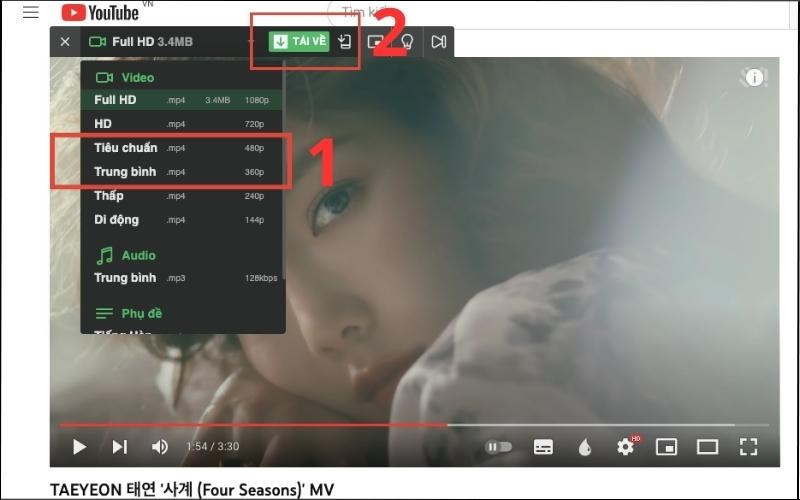 YouTube VN
Tìm kiế
2
Full HD 3.4MB
TẢI VỀ
Video
Full HD .mp4 3.4MB 1080p
HD .mp4 720p
Tiêu chuẩn .mp4 480p
1
Trung bình .mp4 360p
Thấp .mp4 240p
Di động .mp4 144p
Audio
Trung bình .mp3 128kbps
Phụ đề
1:54 / 3:30
HD
TAEYEON 태연 '사계 (Four Seasons)' MV